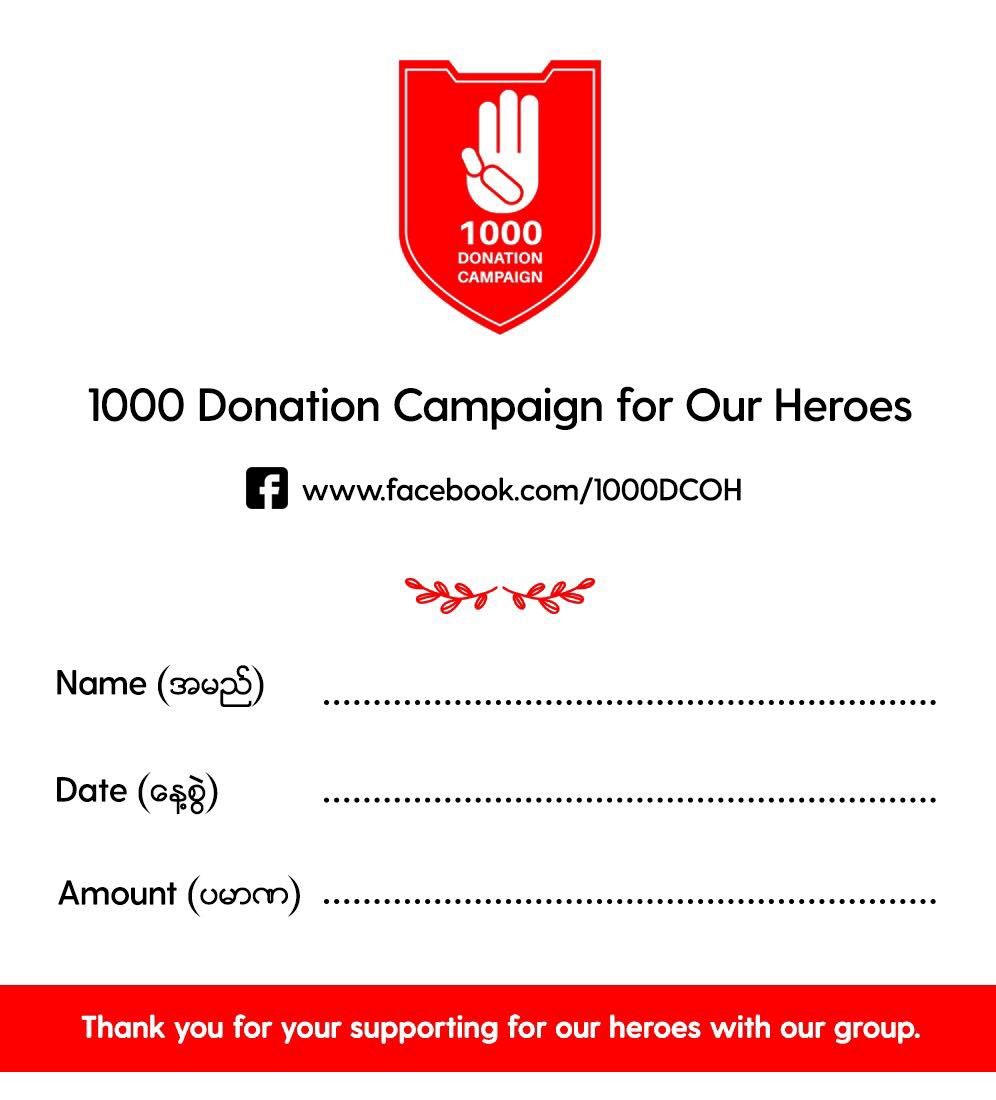 1000
DONATION
CAMPAIGN
1000 Donation Campaign for Our Heroes
www.facebook.com/1000DCOH
Name (အမည်) ..............................................................
Date (နေ့စွဲ) ..............................................................
Amount (ပမာဏ) ..............................................................
Thank you for your supporting for our heroes with our group.